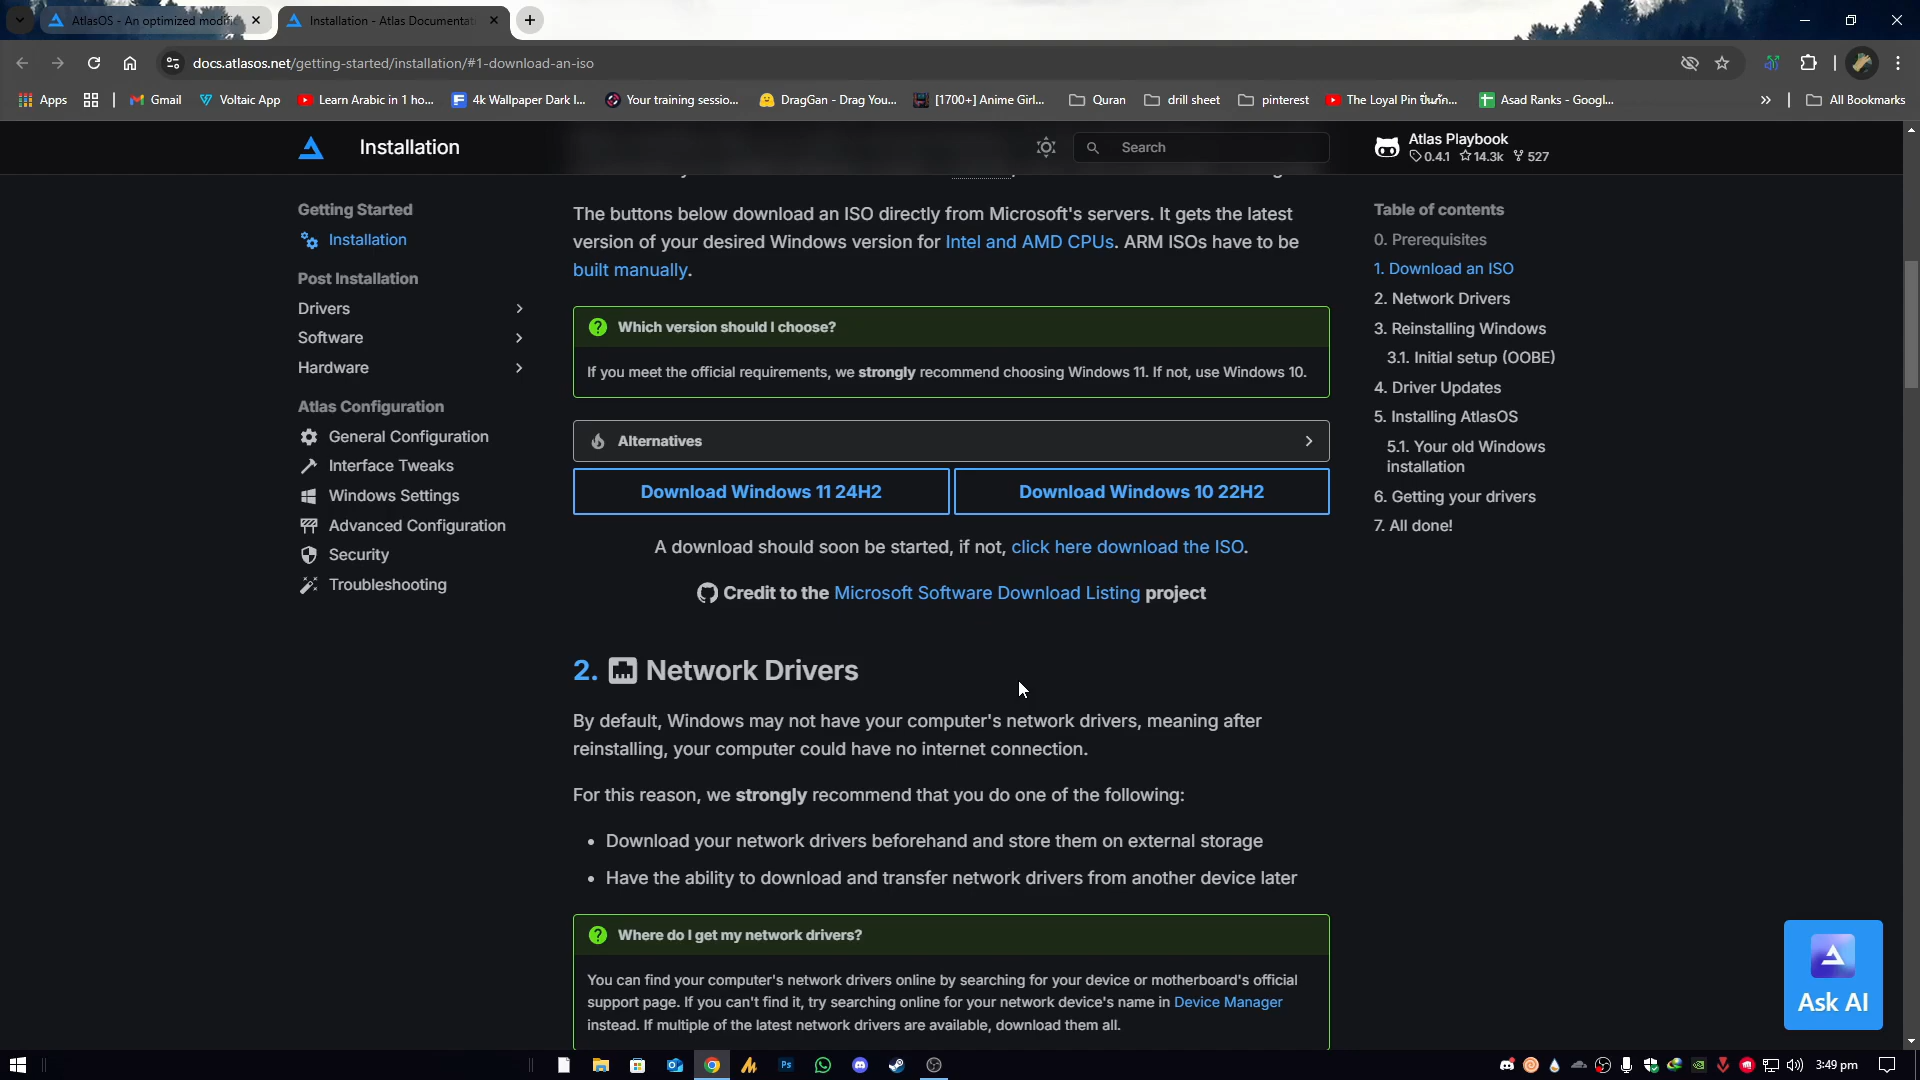 AtlasOS - An optimized modifi
Installation - Atlas Documentat
docs.atlasos.net/getting-started/installation/#1-download-an-iso
Apps
Gmail
Voltaic App
Learn Arabic in 1 ho...
4k Wallpaper Dark I...
Your training sessio...
DragGan - Drag You...
[1700+] Anime Girl...
Quran
drill sheet
pinterest
The Loyal Pin
Asad Ranks - Googl...
All Bookmarks
Installation
Search
Atlas Playbook
0.4.1 14.3k 527
Getting Started
Installation
Post Installation
Drivers
Software
Hardware
Atlas Configuration
General Configuration
Interface Tweaks
Windows Settings
Advanced Configuration
Security
Troubleshooting
The buttons below download an ISO directly from Microsoft's servers. It gets the latest
version of your desired Windows version for Intel and AMD CPUs. ARM ISOs have to be
built manually.
Which version should I choose?
If you meet the official requirements, we strongly recommend choosing Windows 11. If not, use Windows 10.
Alternatives
Download Windows 11 24H2
Download Windows 10 22H2
A download should soon be started, if not, click here download the ISO.
Credit to the Microsoft Software Download Listing project
2. Network Drivers
By default, Windows may not have your computer's network drivers, meaning after
reinstalling, your computer could have no internet connection.
For this reason, we strongly recommend that you do one of the following:
• Download your network drivers beforehand and store them on external storage
• Have the ability to download and transfer network drivers from another device later
Where do I get my network drivers?
You can find your computer's network drivers online by searching for your device or motherboard's official
support page. If you can't find it, try searching online for your network device's name in Device Manager
instead. If multiple of the latest network drivers are available, download them all.
Table of contents
0. Prerequisites
1. Download an ISO
2. Network Drivers
3. Reinstalling Windows
3.1. Initial setup (OOBE)
4. Driver Updates
5. Installing AtlasOS
5.1. Your old Windows
installation
6. Getting your drivers
7. All done!
Ask AI
Ps
3:49 pm